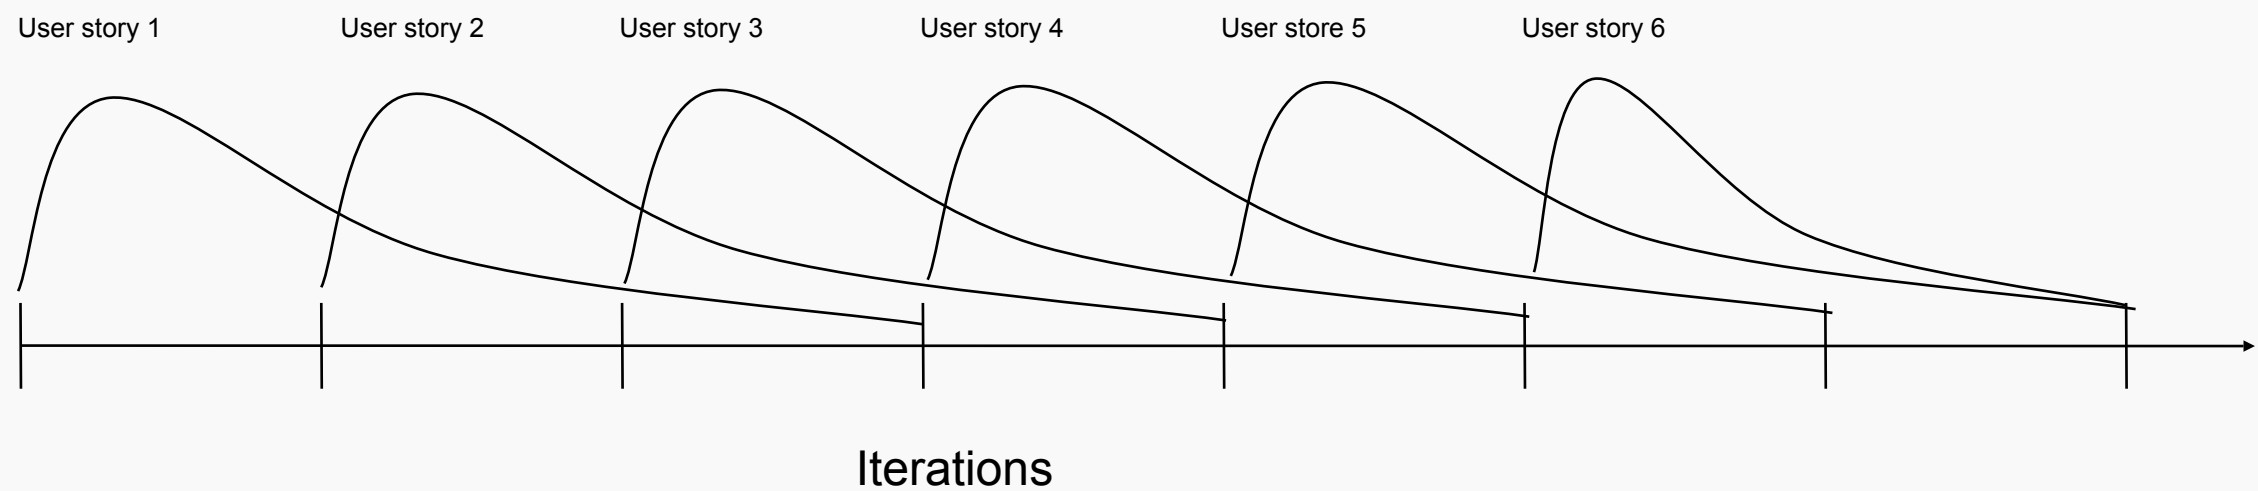 User story 1
User story 2
User story 3
User story 4
User store 5
User story 6
Iterations